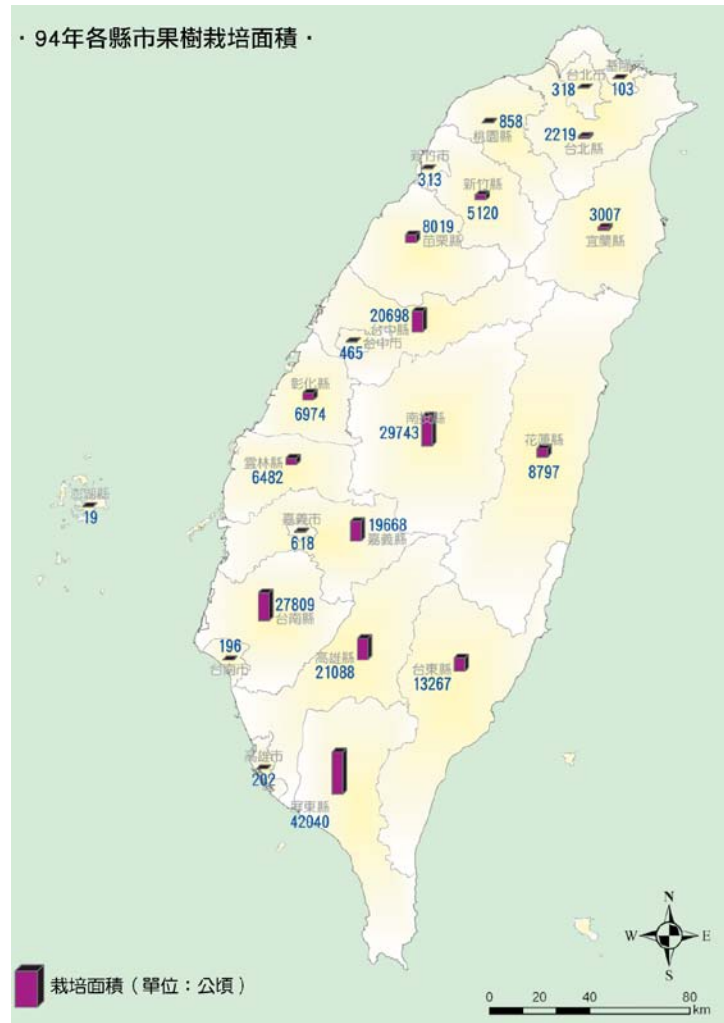 · 94年各縣市果樹栽培面積 ·
基隆市
103
台北市
318
858
桃園縣
2219
台北縣
新竹市
313
新竹縣
5120
3007
宜蘭縣
8019
苗栗縣
20698
台中縣
台中市
465
彰化縣
6974
南投縣
29743
花蓮縣
8797
雲林縣
6482
澎湖縣
19
嘉義市
618
19668
嘉義縣
27809
台南縣
196
台南市
高雄縣
21088
台東縣
13267
高雄市
202
屏東縣
42040
N
W E
S
栽培面積（單位：公頃）
0 20 40 80
km